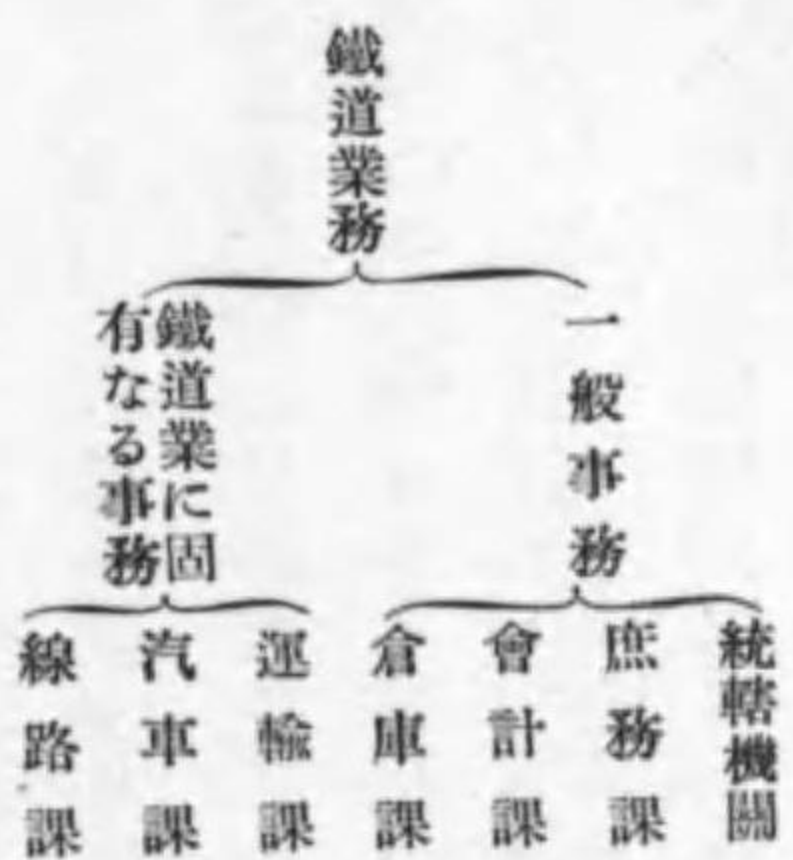 鐵道業務
一般事務
統轄機關
庶務課
會計課
倉庫課
鐵道業に固
有なる事務
運輸課
汽車課
線路課